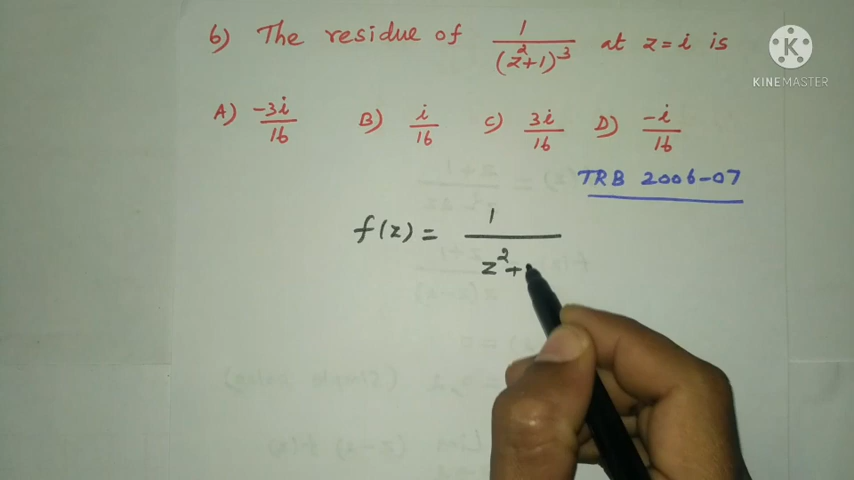 6) The residue of 1/(z²+1)³ at z=i is
K
KINEMASTER
A) -3i/16 B) i/16 C) 3i/16 D) -i/16
TRB 2006-07
f(z) = 1/z²+